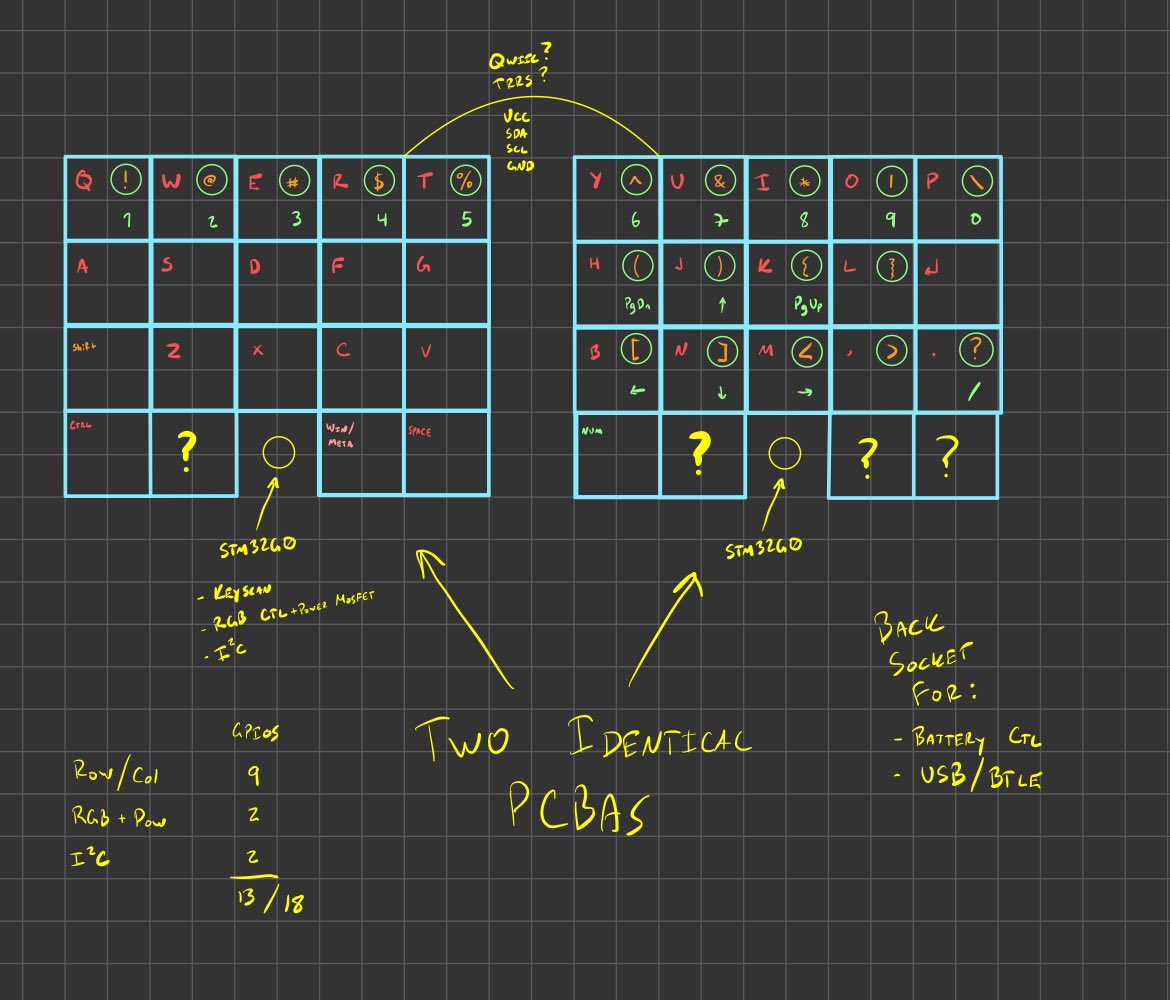 Qwiic?
TRRS?
VCC
SDA
SCL
GND
Q ! W @ E # R $ T %
1 2 3 4 5
Y ^ U & I * O | P \
6 7 8 9 0
A S D F G
H ( J ) K { L } ↲
PgDn ↑ PgUp
Shift Z X C V
B [ N ] M < , > . ?
← ↓ → /
CTRL ? WIN/ SPACE
META
NUM ? ? ?
STM32G0
- KEYSCAN
- RGB CTL + POWER MOSFET
- I²C
STM32G0
GPIOS
Row/Col 9
RGB + Pow 2
I²C 2
13/18
TWO IDENTICAL
PCBAS
BACK
SOCKET
FOR:
- BATTERY CTL
- USB/BTLE